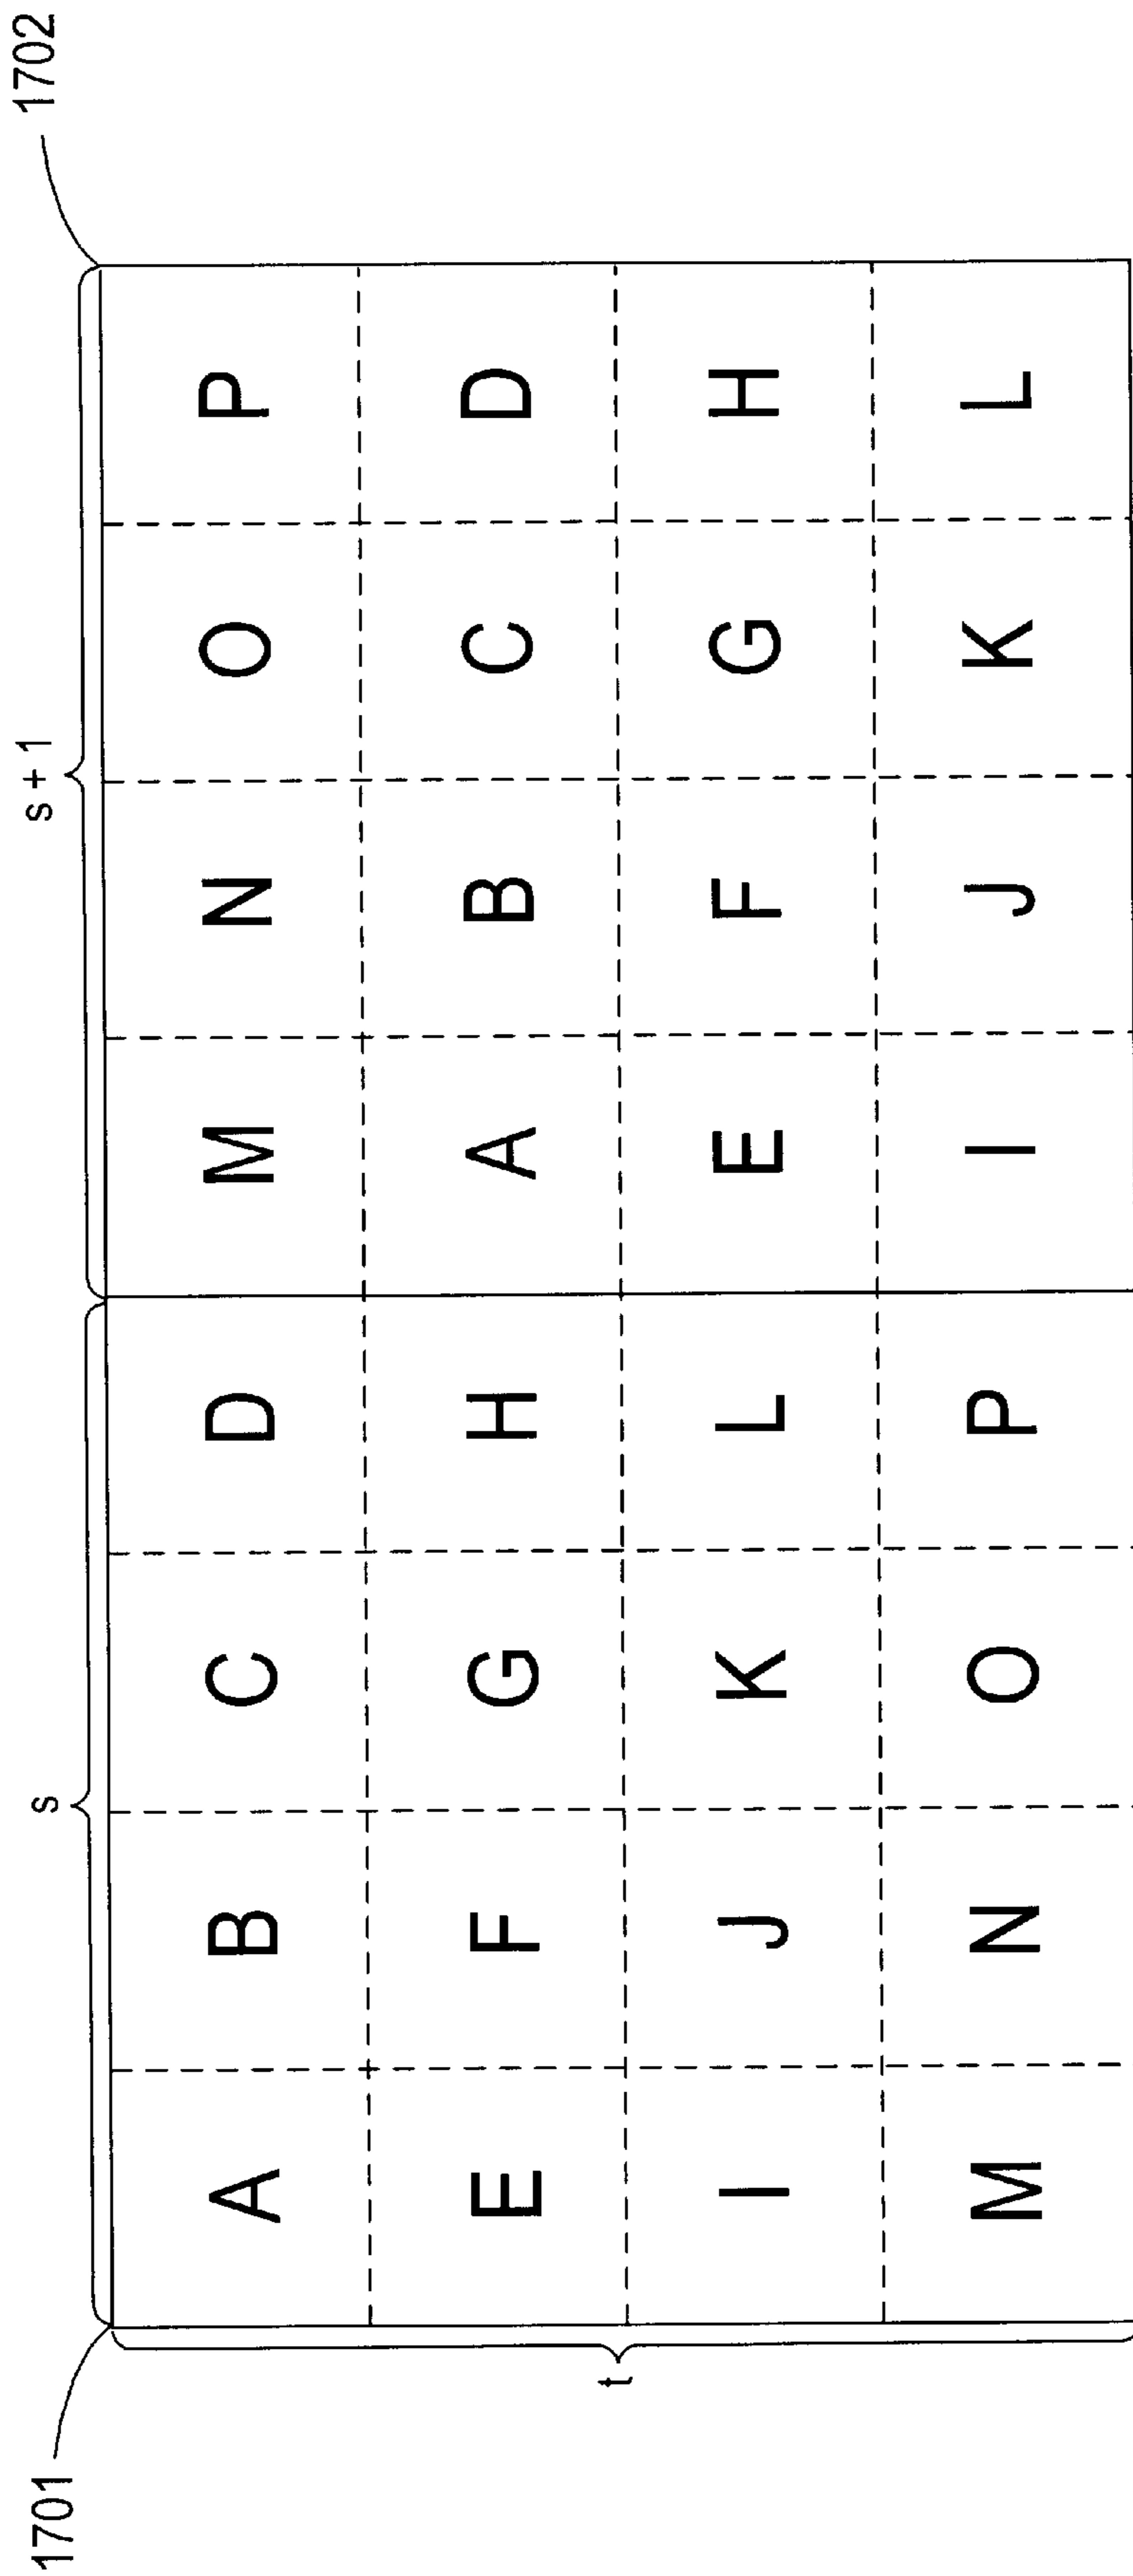 1701 s s + 1 1702
A B C D M N O P
E F G H A B C D
t
I J K L E F G H
M N O P I J K L